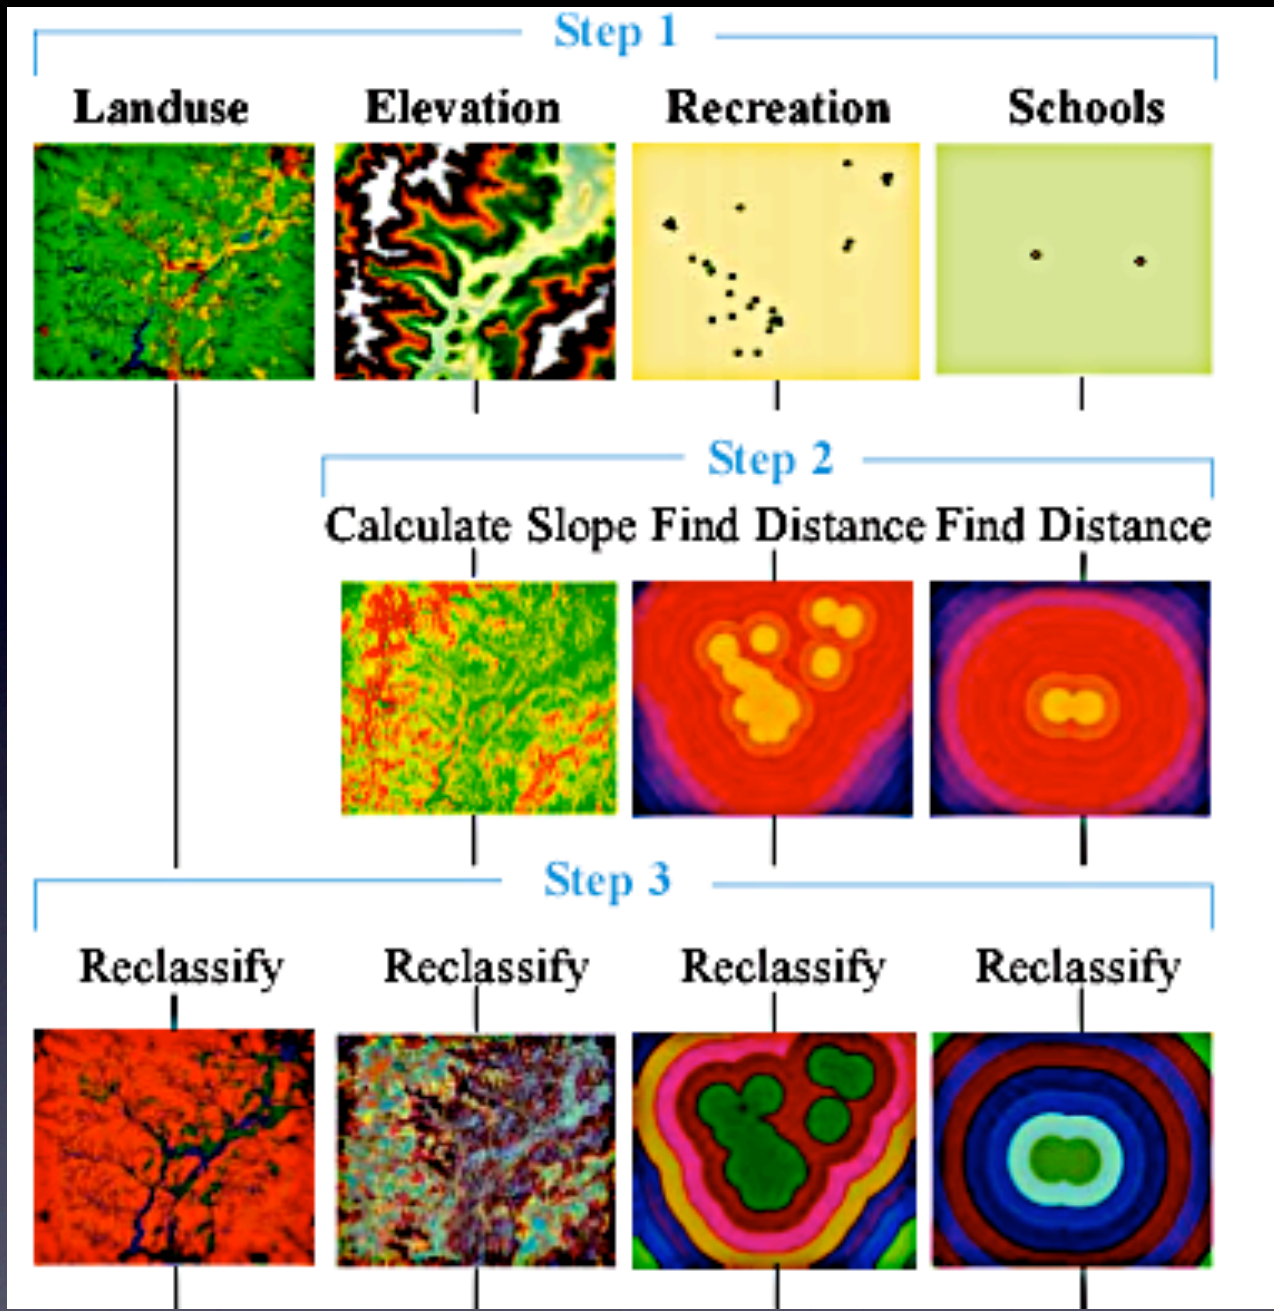 Step 1
Landuse Elevation Recreation Schools
Step 2
Calculate Slope Find Distance Find Distance
Step 3
Reclassify Reclassify Reclassify Reclassify